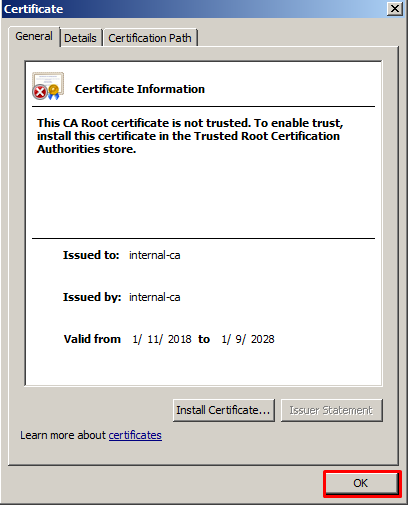 Certificate
General Details Certification Path
Certificate Information
This CA Root certificate is not trusted. To enable trust,
install this certificate in the Trusted Root Certification
Authorities store.
Issued to: internal-ca
Issued by: internal-ca
Valid from 1/ 11/ 2018 to 1/ 9/ 2028
Install Certificate... Issuer Statement
Learn more about certificates
OK